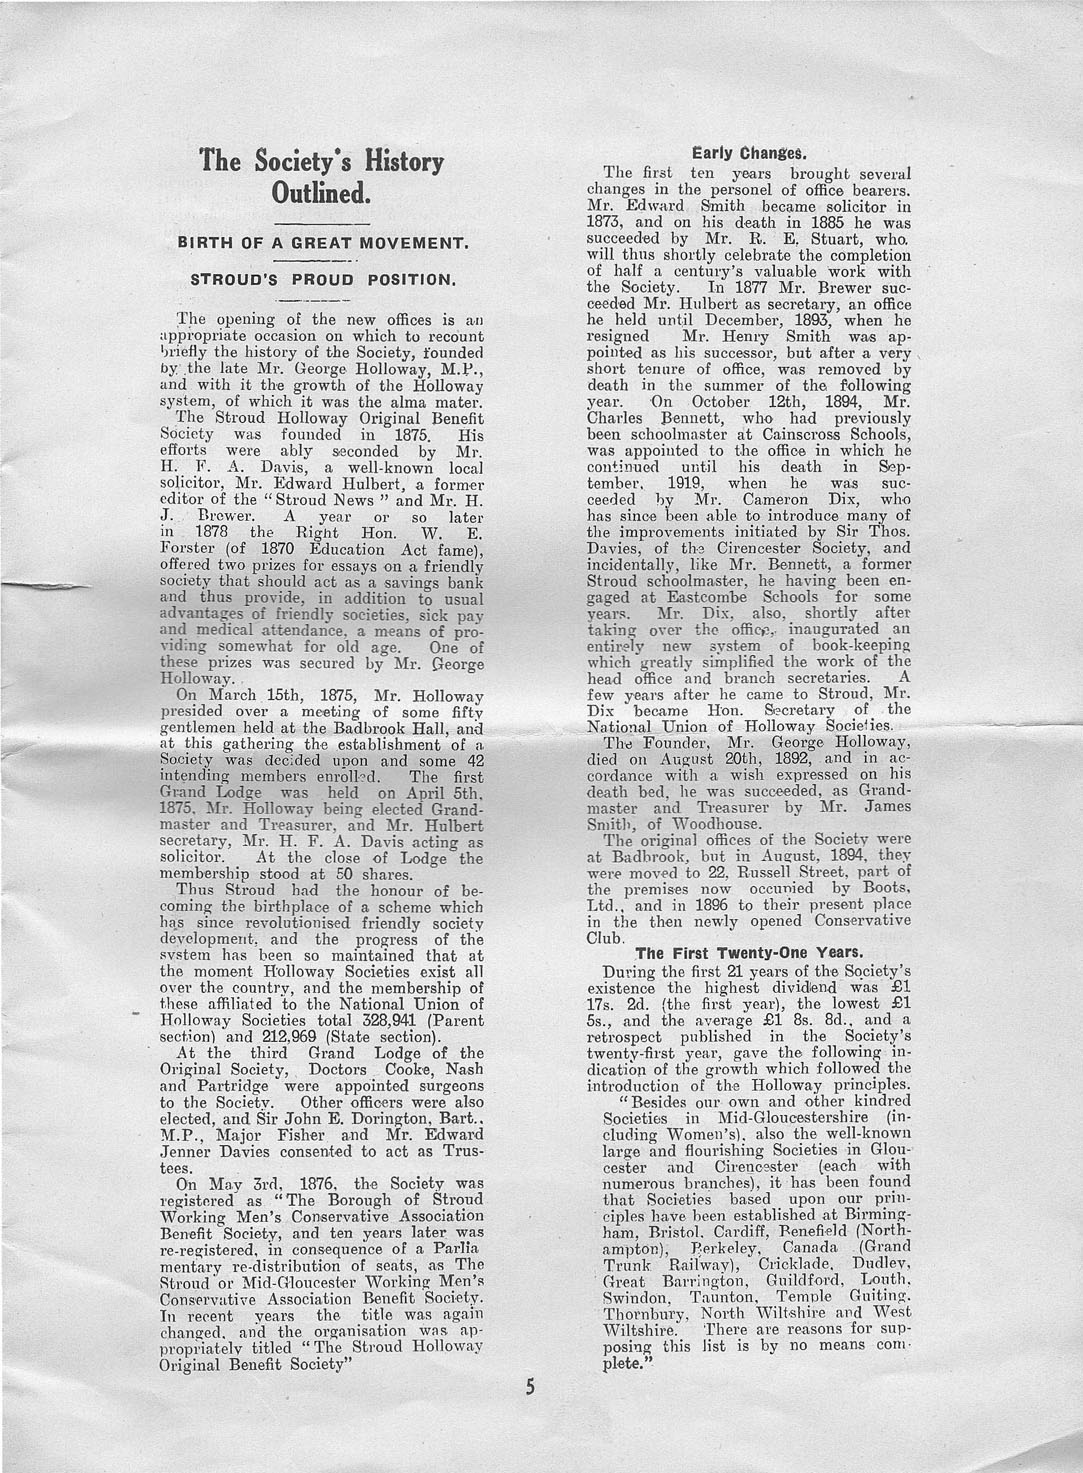 The Society's History
Outlined.
BIRTH OF A GREAT MOVEMENT.
STROUD'S PROUD POSITION.
The opening of the new offices is an
appropriate occasion on which to recount
briefly the history of the Society, founded
by the late Mr. George Holloway, M.P.,
and with it the growth of the Holloway
system, of which it was the alma mater.
The Stroud Holloway Original Benefit
Society was founded in 1875. His
efforts were ably seconded by Mr.
H. F. A. Davis, a well-known local
solicitor, Mr. Edward Hulbert, a former
editor of the "Stroud News" and Mr. H.
J. Brewer. A year or so later
in 1878 the Right Hon. W. E.
Forster (of 1870 Education Act fame),
offered two prizes for essays on a friendly
society that should act as a savings bank
and thus provide, in addition to usual
advantages of friendly societies, sick pay
and medical attendance, a means of pro-
viding somewhat for old age. One of
these prizes was secured by Mr. George
Holloway.
On March 15th, 1875, Mr. Holloway
presided over a meeting of some fifty
gentlemen held at the Badbrook Hall, and
at this gathering the establishment of a
Society was decided upon and some 42
intending members enrolled. The first
Grand Lodge was held on April 5th,
1875, Mr. Holloway being elected Grand-
master and Treasurer, and Mr. Hulbert
secretary, Mr. H. F. A. Davis acting as
solicitor. At the close of Lodge the
membership stood at 50 shares.
Thus Stroud had the honour of be-
coming the birthplace of a scheme which
has since revolutionised friendly society
development, and the progress of the
system has been so maintained that at
the moment Holloway Societies exist all
over the country, and the membership of
these affiliated to the National Union of
Holloway Societies total 328,941 (Parent
section) and 212,969 (State section).
At the third Grand Lodge of the
Original Society, Doctors Cooke, Nash
and Partridge were appointed surgeons
to the Society. Other officers were also
elected, and Sir John E. Dorington, Bart.,
M.P., Major Fisher and Mr. Edward
Jenner Davies consented to act as Trus-
tees.
On May 3rd, 1876, the Society was
registered as "The Borough of Stroud
Working Men's Conservative Association
Benefit Society, and ten years later was
re-registered, in consequence of a Parlia
mentary re-distribution of seats, as The
Stroud or Mid-Gloucester Working Men's
Conservative Association Benefit Society.
In recent years the title was again
changed, and the organisation was ap-
propriately titled "The Stroud Holloway
Original Benefit Society"
Early Changes.
The first ten years brought several
changes in the personel of office bearers.
Mr. Edward Smith became solicitor in
1873, and on his death in 1885 he was
succeeded by Mr. R. E. Stuart, who
will thus shortly celebrate the completion
of half a century's valuable work with
the Society. In 1877 Mr. Brewer suc-
ceeded Mr. Hulbert as secretary, an office
he held until December, 1893, when he
resigned Mr. Henry Smith was ap-
pointed as his successor, but after a very
short tenure of office, was removed by
death in the summer of the following
year. On October 12th, 1894, Mr.
Charles Bennett, who had previously
been schoolmaster at Cainscross Schools,
was appointed to the office in which he
continued until his death in Sep-
tember, 1919, when he was suc-
ceeded by Mr. Cameron Dix, who
has since been able to introduce many of
the improvements initiated by Sir Thos.
Davies, of the Cirencester Society, and
incidentally, like Mr. Bennett, a former
Stroud schoolmaster, he having been en-
gaged at Eastcombe Schools for some
years. Mr. Dix, also, shortly after
taking over the office, inaugurated an
entirely new system of book-keeping
which greatly simplified the work of the
head office and branch secretaries. A
few years after he came to Stroud, Mr.
Dix became Hon. Secretary of the
National Union of Holloway Societies.
The Founder, Mr. George Holloway,
died on August 20th, 1892, and in ac-
cordance with a wish expressed on his
death bed, he was succeeded, as Grand-
master and Treasurer by Mr. James
Smith, of Woodhouse.
The original offices of the Society were
at Badbrook, but in August, 1894, they
were moved to 22, Russell Street, part of
the premises now occupied by Boots,
Ltd., and in 1896 to their present place
in the then newly opened Conservative
Club.
The First Twenty-One Years.
During the first 21 years of the Society's
existence the highest dividend was £1
17s. 2d. (the first year), the lowest £1
5s., and the average £1 8s. 8d., and a
retrospect published in the Society's
twenty-first year, gave the following in-
dication of the growth which followed the
introduction of the Holloway principles.
"Besides our own and other kindred
Societies in Mid-Gloucestershire (in-
cluding Women's), also the well-known
large and flourishing Societies in Glou-
cester and Cirencester (each with
numerous branches), it has been found
that Societies based upon our prin-
ciples have been established at Birming-
ham, Bristol, Cardiff, Benefield (North-
ampton), Berkeley, Canada (Grand
Trunk Railway), Cricklade, Dudley,
Great Barrington, Guildford, Louth,
Swindon, Taunton, Temple Guiting,
Thornbury, North Wiltshire and West
Wiltshire. There are reasons for sup-
posing this list is by no means com-
plete."
5